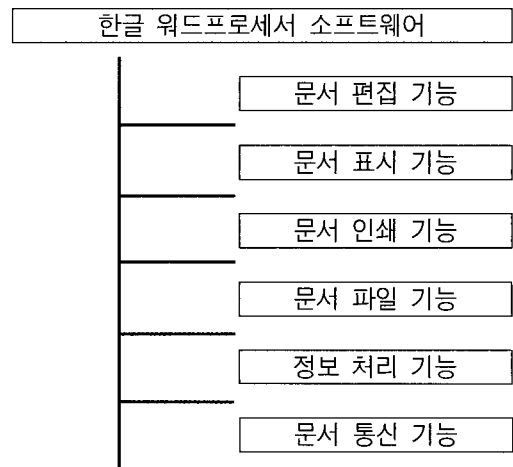 한글 워드프로세서 소프트웨어
문서 편집 기능
문서 표시 기능
문서 인쇄 기능
문서 파일 기능
정보 처리 기능
문서 통신 기능